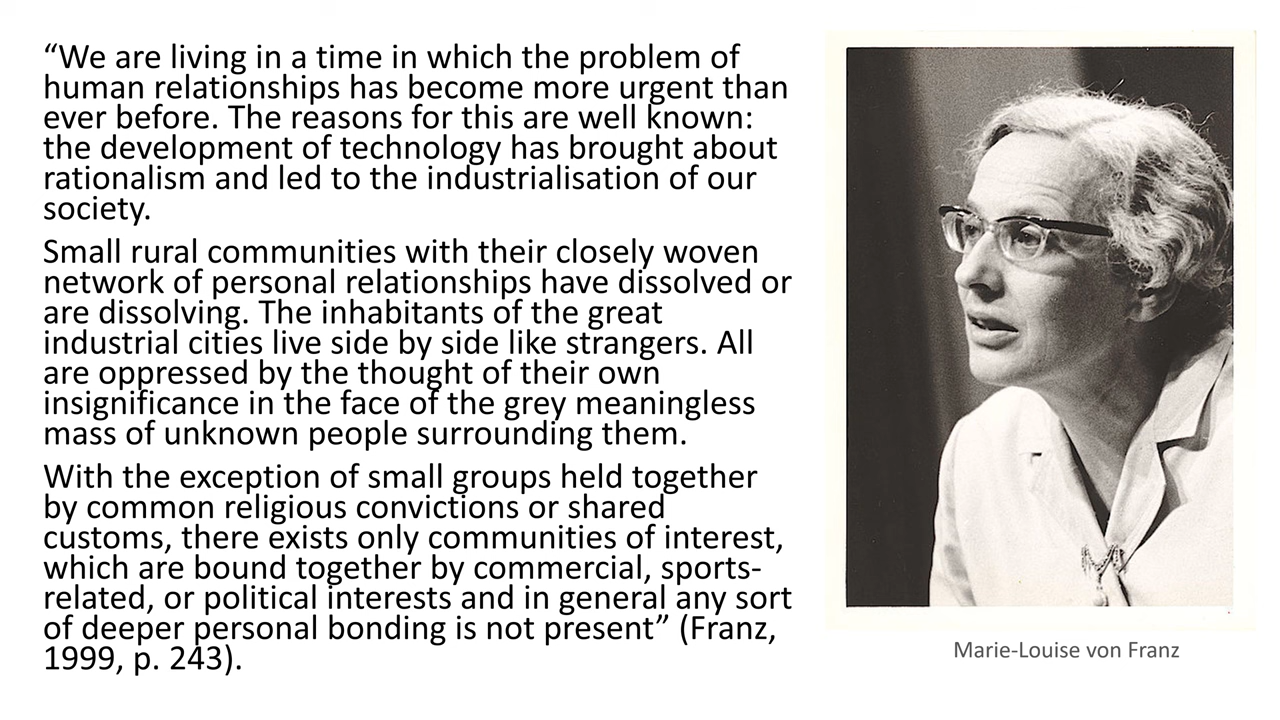 “We are living in a time in which the problem of
human relationships has become more urgent than
ever before. The reasons for this are well known:
the development of technology has brought about
rationalism and led to the industrialisation of our
society.
Small rural communities with their closely woven
network of personal relationships have dissolved or
are dissolving. The inhabitants of the great
industrial cities live side by side like strangers. All
are oppressed by the thought of their own
insignificance in the face of the grey meaningless
mass of unknown people surrounding them.
With the exception of small groups held together
by common religious convictions or shared
customs, there exists only communities of interest,
which are bound together by commercial, sports-
related, or political interests and in general any sort
of deeper personal bonding is not present” (Franz,
1999, p. 243).
Marie-Louise von Franz